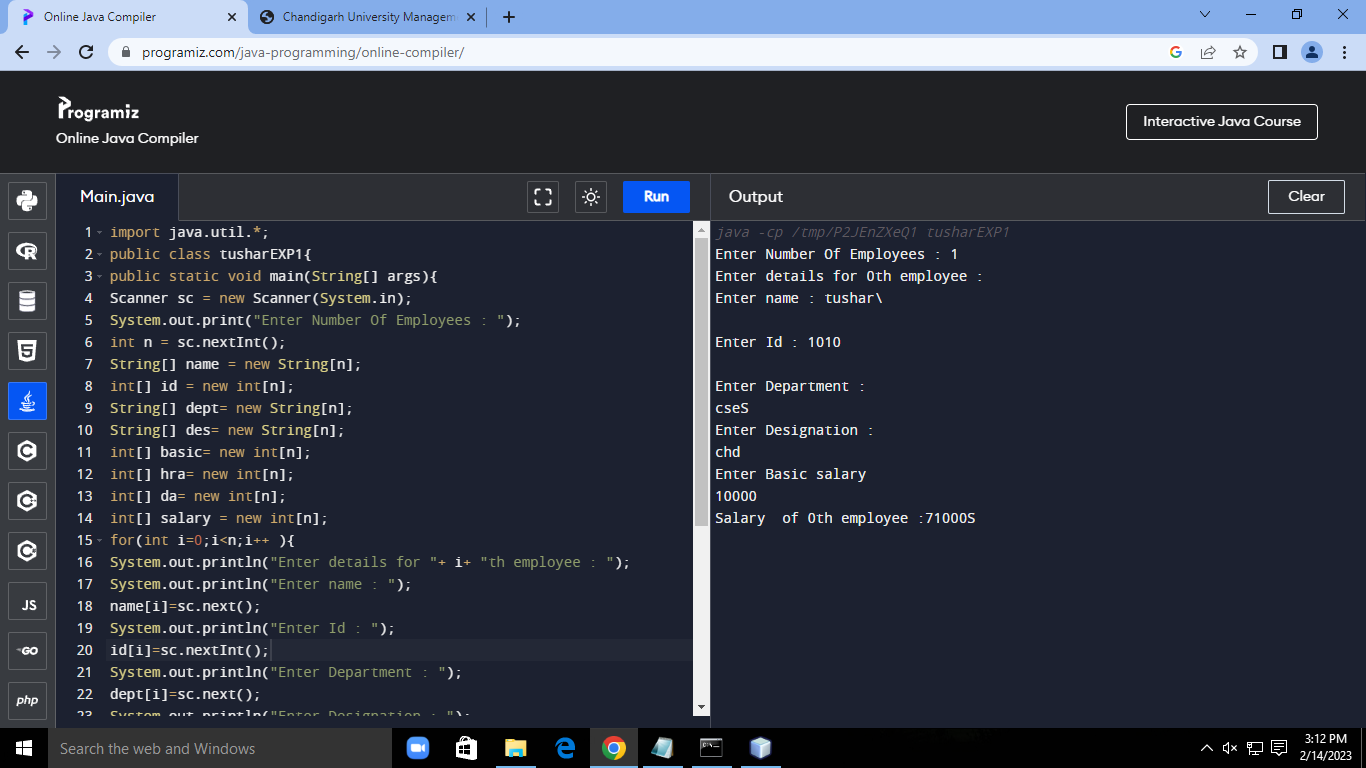 Online Java Compiler
Chandigarh University Managem
programiz.com/java-programming/online-compiler/
Programiz
Online Java Compiler
Interactive Java Course
Main.java
Run
Output
Clear
1 import java.util.*;
2 public class tusharEXP1{
3 public static void main(String[] args){
4 Scanner sc = new Scanner(System.in);
5 System.out.print("Enter Number Of Employees : ");
6 int n = sc.nextInt();
7 String[] name = new String[n];
8 int[] id = new int[n];
9 String[] dept= new String[n];
10 String[] des= new String[n];
11 int[] basic= new int[n];
12 int[] hra= new int[n];
13 int[] da= new int[n];
14 int[] salary = new int[n];
15 for(int i=0;i<n;i++ ){
16 System.out.println("Enter details for "+ i+ "th employee : ");
17 System.out.println("Enter name : ");
18 name[i]=sc.next();
19 System.out.println("Enter Id : ");
20 id[i]=sc.nextInt();
21 System.out.println("Enter Department : ");
22 dept[i]=sc.next();
23 System.out.println("Enter Designation : ");
java -cp /tmp/P2JEnZXeQ1 tusharEXP1
Enter Number Of Employees : 1
Enter details for 0th employee :
Enter name : tushar\
Enter Id : 1010
Enter Department :
cseS
Enter Designation :
chd
Enter Basic salary
10000
Salary  of 0th employee :71000S
JS
GO
php
Search the web and Windows
3:12 PM
2/14/2023